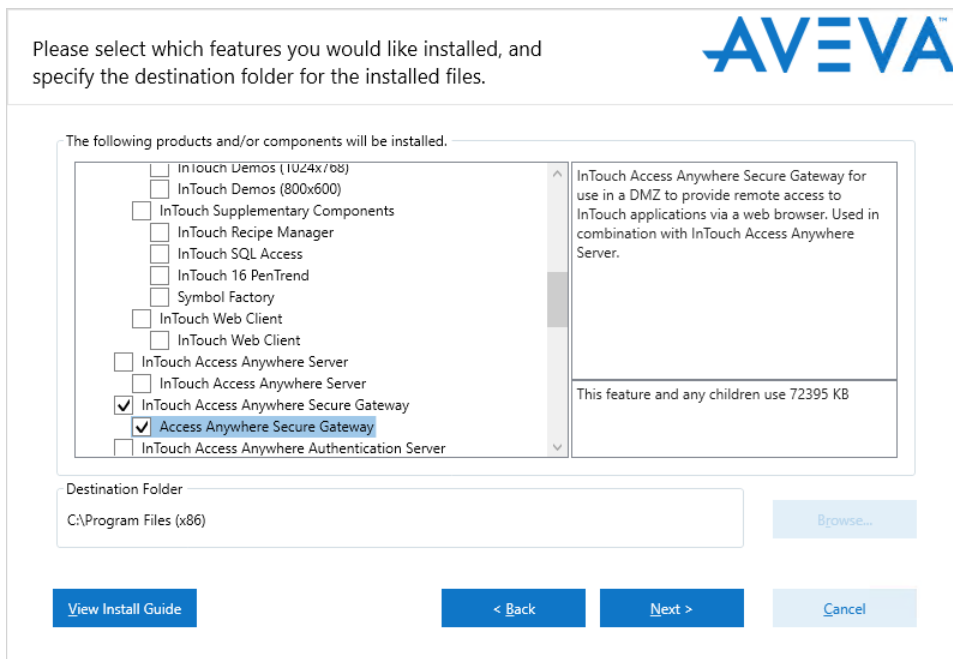 Please select which features you would like installed, and
specify the destination folder for the installed files.
AVEVA™
The following products and/or components will be installed.
InTouch Demos (1024x768)
InTouch Demos (800x600)
InTouch Supplementary Components
InTouch Recipe Manager
InTouch SQL Access
InTouch 16 PenTrend
Symbol Factory
InTouch Web Client
InTouch Web Client
InTouch Access Anywhere Server
InTouch Access Anywhere Server
InTouch Access Anywhere Secure Gateway
Access Anywhere Secure Gateway
InTouch Access Anywhere Authentication Server
InTouch Access Anywhere Secure Gateway for
use in a DMZ to provide remote access to
InTouch applications via a web browser. Used in
combination with InTouch Access Anywhere
Server.
This feature and any children use 72395 KB
Destination Folder
C:\Program Files (x86)
Browse...
View Install Guide
< Back
Next >
Cancel